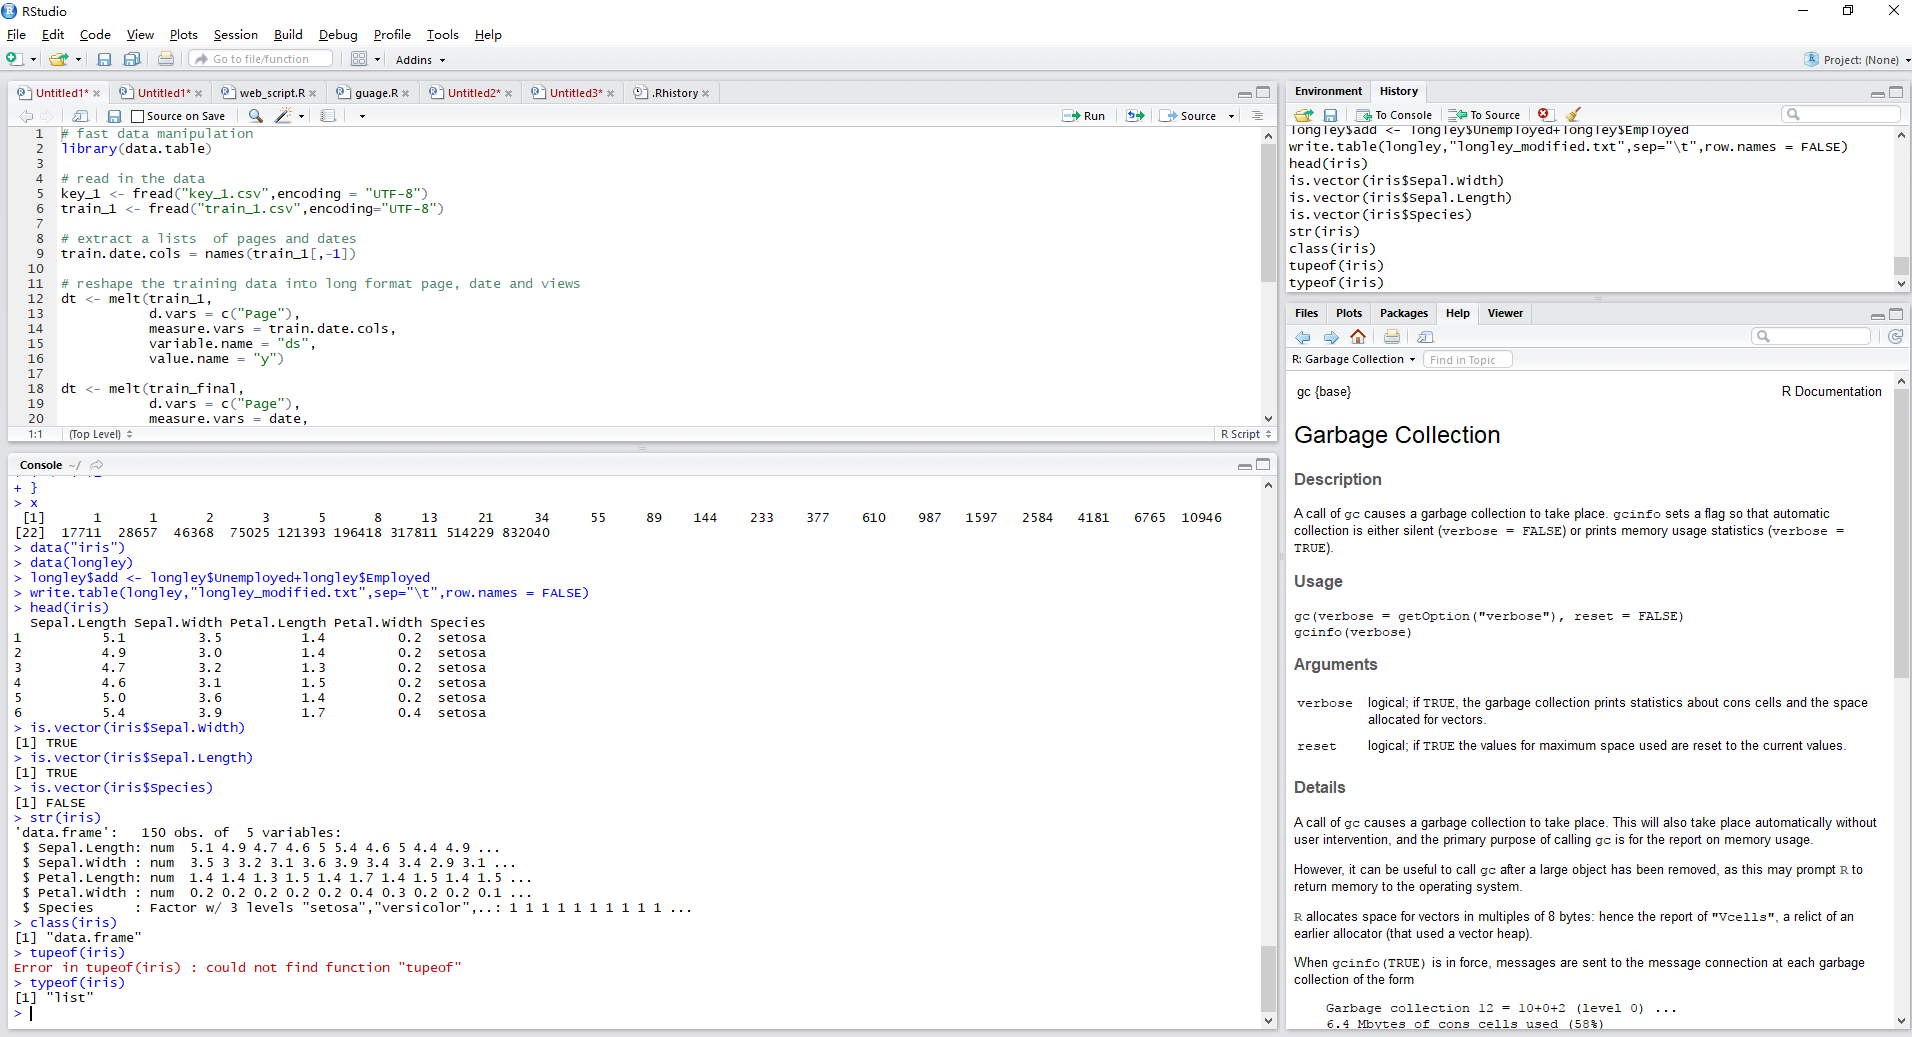 RStudio
File Edit Code View Plots Session Build Debug Profile Tools Help
Go to file/function Addins Project: (None)
Untitled1* Untitled1* web_script.R guage.R Untitled2* Untitled3* .Rhistory
Source on Save Run Source
1 # fast data manipulation
2 library(data.table)
3
4 # read in the data
5 key_1 <- fread("key_1.csv",encoding = "UTF-8")
6 train_1 <- fread("train_1.csv",encoding="UTF-8")
7
8 # extract a lists  of pages and dates
9 train.date.cols = names(train_1[,-1])
10
11 # reshape the training data into long format page, date and views
12 dt <- melt(train_1,
13            d.vars = c("Page"),
14            measure.vars = train.date.cols,
15            variable.name = "ds",
16            value.name = "y")
17
18 dt <- melt(train_final,
19            d.vars = c("Page"),
20            measure.vars = date,
1:1 (Top Level) R Script
Console ~/
+ }
> x
 [1]      1      1      2      3      5      8     13     21     34     55     89    144    233    377    610    987   1597   2584   4181   6765  10946
[22]  17711  28657  46368  75025 121393 196418 317811 514229 832040
> data("iris")
> data(longley)
> longley$add <- longley$Unemployed+longley$Employed
> write.table(longley,"longley_modified.txt",sep="\t",row.names = FALSE)
> head(iris)
  Sepal.Length Sepal.Width Petal.Length Petal.Width Species
1          5.1         3.5          1.4         0.2  setosa
2          4.9         3.0          1.4         0.2  setosa
3          4.7         3.2          1.3         0.2  setosa
4          4.6         3.1          1.5         0.2  setosa
5          5.0         3.6          1.4         0.2  setosa
6          5.4         3.9          1.7         0.4  setosa
> is.vector(iris$Sepal.Width)
[1] TRUE
> is.vector(iris$Sepal.Length)
[1] TRUE
> is.vector(iris$Species)
[1] FALSE
> str(iris)
'data.frame':   150 obs. of  5 variables:
 $ Sepal.Length: num  5.1 4.9 4.7 4.6 5 5.4 4.6 5 4.4 4.9 ...
 $ Sepal.Width : num  3.5 3 3.2 3.1 3.6 3.9 3.4 3.4 2.9 3.1 ...
 $ Petal.Length: num  1.4 1.4 1.3 1.5 1.4 1.7 1.4 1.5 1.4 1.5 ...
 $ Petal.Width : num  0.2 0.2 0.2 0.2 0.2 0.4 0.3 0.2 0.2 0.1 ...
 $ Species     : Factor w/ 3 levels "setosa","versicolor",..: 1 1 1 1 1 1 1 1 1 1 ...
> class(iris)
[1] "data.frame"
> tupeof(iris)
Error in tupeof(iris) : could not find function "tupeof"
> typeof(iris)
[1] "list"
>
Environment History
To Console To Source
longley$add <- longley$Unemployed+longley$Employed
write.table(longley,"longley_modified.txt",sep="\t",row.names = FALSE)
head(iris)
is.vector(iris$Sepal.Width)
is.vector(iris$Sepal.Length)
is.vector(iris$Species)
str(iris)
class(iris)
tupeof(iris)
typeof(iris)
Files Plots Packages Help Viewer
R: Garbage Collection Find in Topic
gc {base} R Documentation
Garbage Collection
Description
A call of gc causes a garbage collection to take place. gcinfo sets a flag so that automatic
collection is either silent (verbose = FALSE) or prints memory usage statistics (verbose =
TRUE).
Usage
gc(verbose = getOption("verbose"), reset = FALSE)
gcinfo(verbose)
Arguments
verbose logical; if TRUE, the garbage collection prints statistics about cons cells and the space
allocated for vectors.
reset logical; if TRUE the values for maximum space used are reset to the current values.
Details
A call of gc causes a garbage collection to take place. This will also take place automatically without
user intervention, and the primary purpose of calling gc is for the report on memory usage.
However, it can be useful to call gc after a large object has been removed, as this may prompt R to
return memory to the operating system.
R allocates space for vectors in multiples of 8 bytes: hence the report of "Vcells", a relict of an
earlier allocator (that used a vector heap).
When gcinfo(TRUE) is in force, messages are sent to the message connection at each garbage
collection of the form
Garbage collection 12 = 10+0+2 (level 0) ...
6.4 Mbytes of cons cells used (58%)